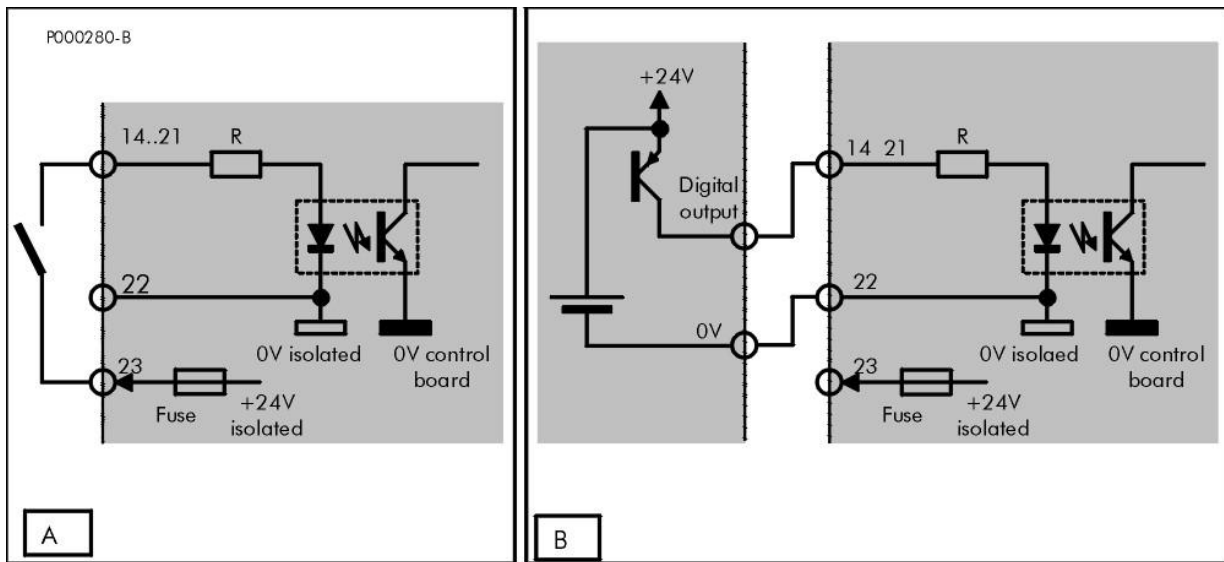 P000280-B
14..21
R
22
0V isolated
0V control
board
23
Fuse
+24V
isolated
A
+24V
Digital
output
0V
14 21
R
22
0V isolaed
0V control
board
23
Fuse
+24V
isolated
B